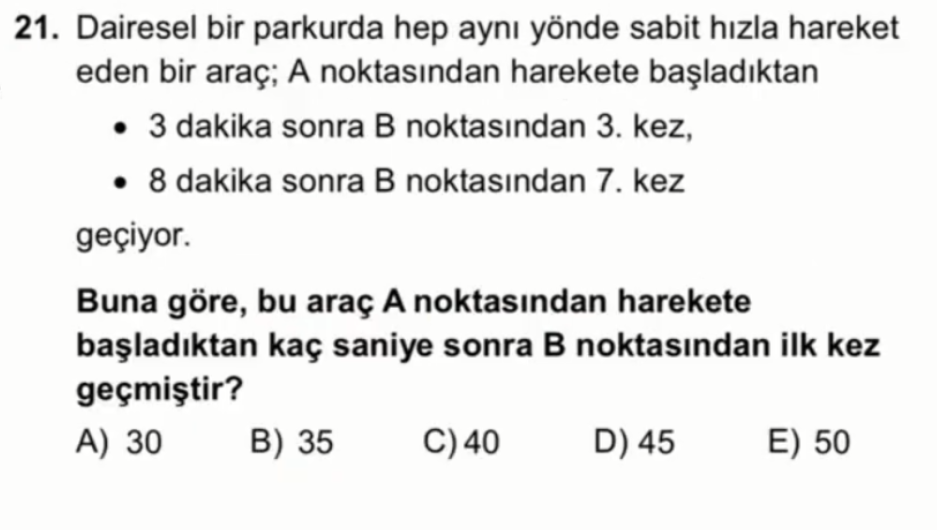 21. Dairesel bir parkurda hep aynı yönde sabit hızla hareket
eden bir araç; A noktasından harekete başladıktan
• 3 dakika sonra B noktasından 3. kez,
• 8 dakika sonra B noktasından 7. kez
geçiyor.
Buna göre, bu araç A noktasından harekete
başladıktan kaç saniye sonra B noktasından ilk kez
geçmiştir?
A) 30 B) 35 C) 40 D) 45 E) 50